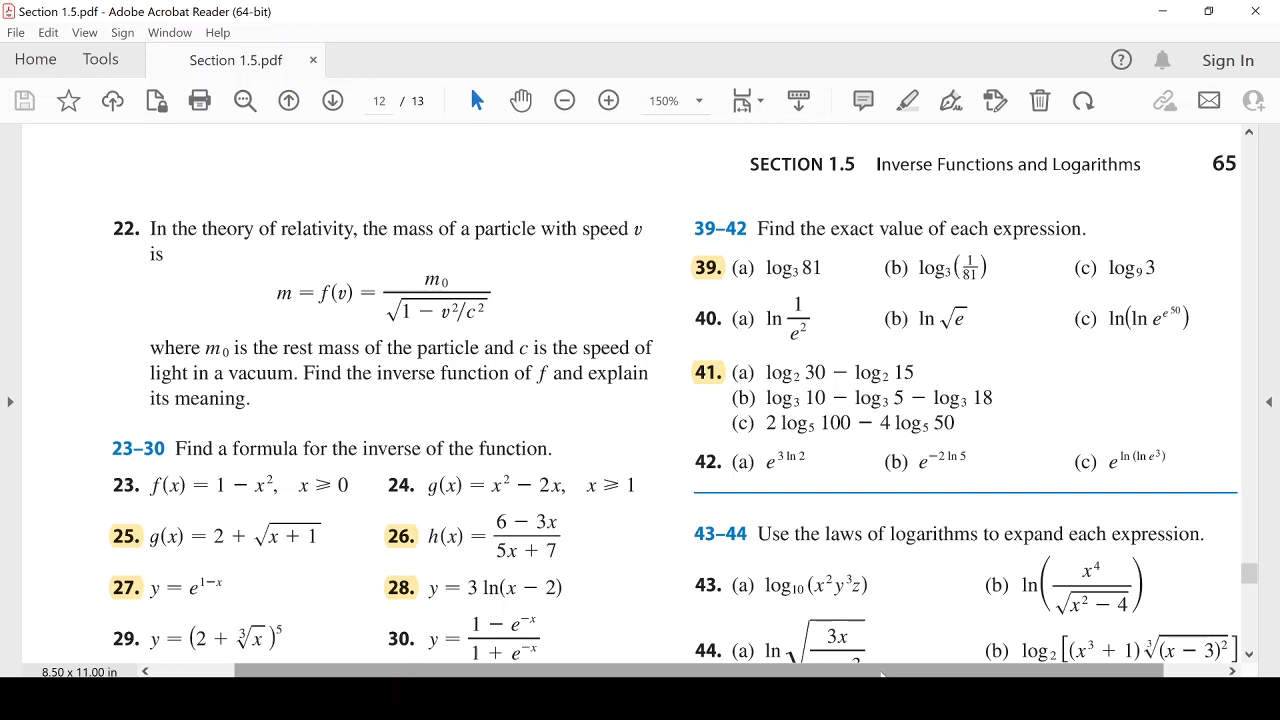 Section 1.5.pdf - Adobe Acrobat Reader (64-bit)
File Edit View Sign Window Help
Home Tools Section 1.5.pdf × Sign In
12 / 13 150%
SECTION 1.5 Inverse Functions and Logarithms 65
22. In the theory of relativity, the mass of a particle with speed v
is
m = f(v) = m₀ / √(1 − v²/c²)
where m₀ is the rest mass of the particle and c is the speed of
light in a vacuum. Find the inverse function of f and explain
its meaning.
23–30 Find a formula for the inverse of the function.
23. f(x) = 1 − x², x ⩾ 0 24. g(x) = x² − 2x, x ⩾ 1
25. g(x) = 2 + √(x + 1) 26. h(x) = (6 − 3x) / (5x + 7)
27. y = e^(1−x) 28. y = 3 ln(x − 2)
29. y = (2 + ∛x)⁵ 30. y = (1 − e^(−x)) / (1 + e^(−x))
39–42 Find the exact value of each expression.
39. (a) log₃ 81 (b) log₃(1/81) (c) log₉ 3
40. (a) ln 1/e² (b) ln √e (c) ln(ln e^(e^50))
41. (a) log₂ 30 − log₂ 15
(b) log₃ 10 − log₃ 5 − log₃ 18
(c) 2 log₅ 100 − 4 log₅ 50
42. (a) e^(3 ln 2) (b) e^(−2 ln 5) (c) e^(ln(ln e³))
43–44 Use the laws of logarithms to expand each expression.
43. (a) log₁₀(x²y³z) (b) ln(x⁴ / √(x² − 4))
44. (a) ln √(3x (b) log₂[(x³ + 1)∛(x − 3)²]
8.50 x 11.00 in